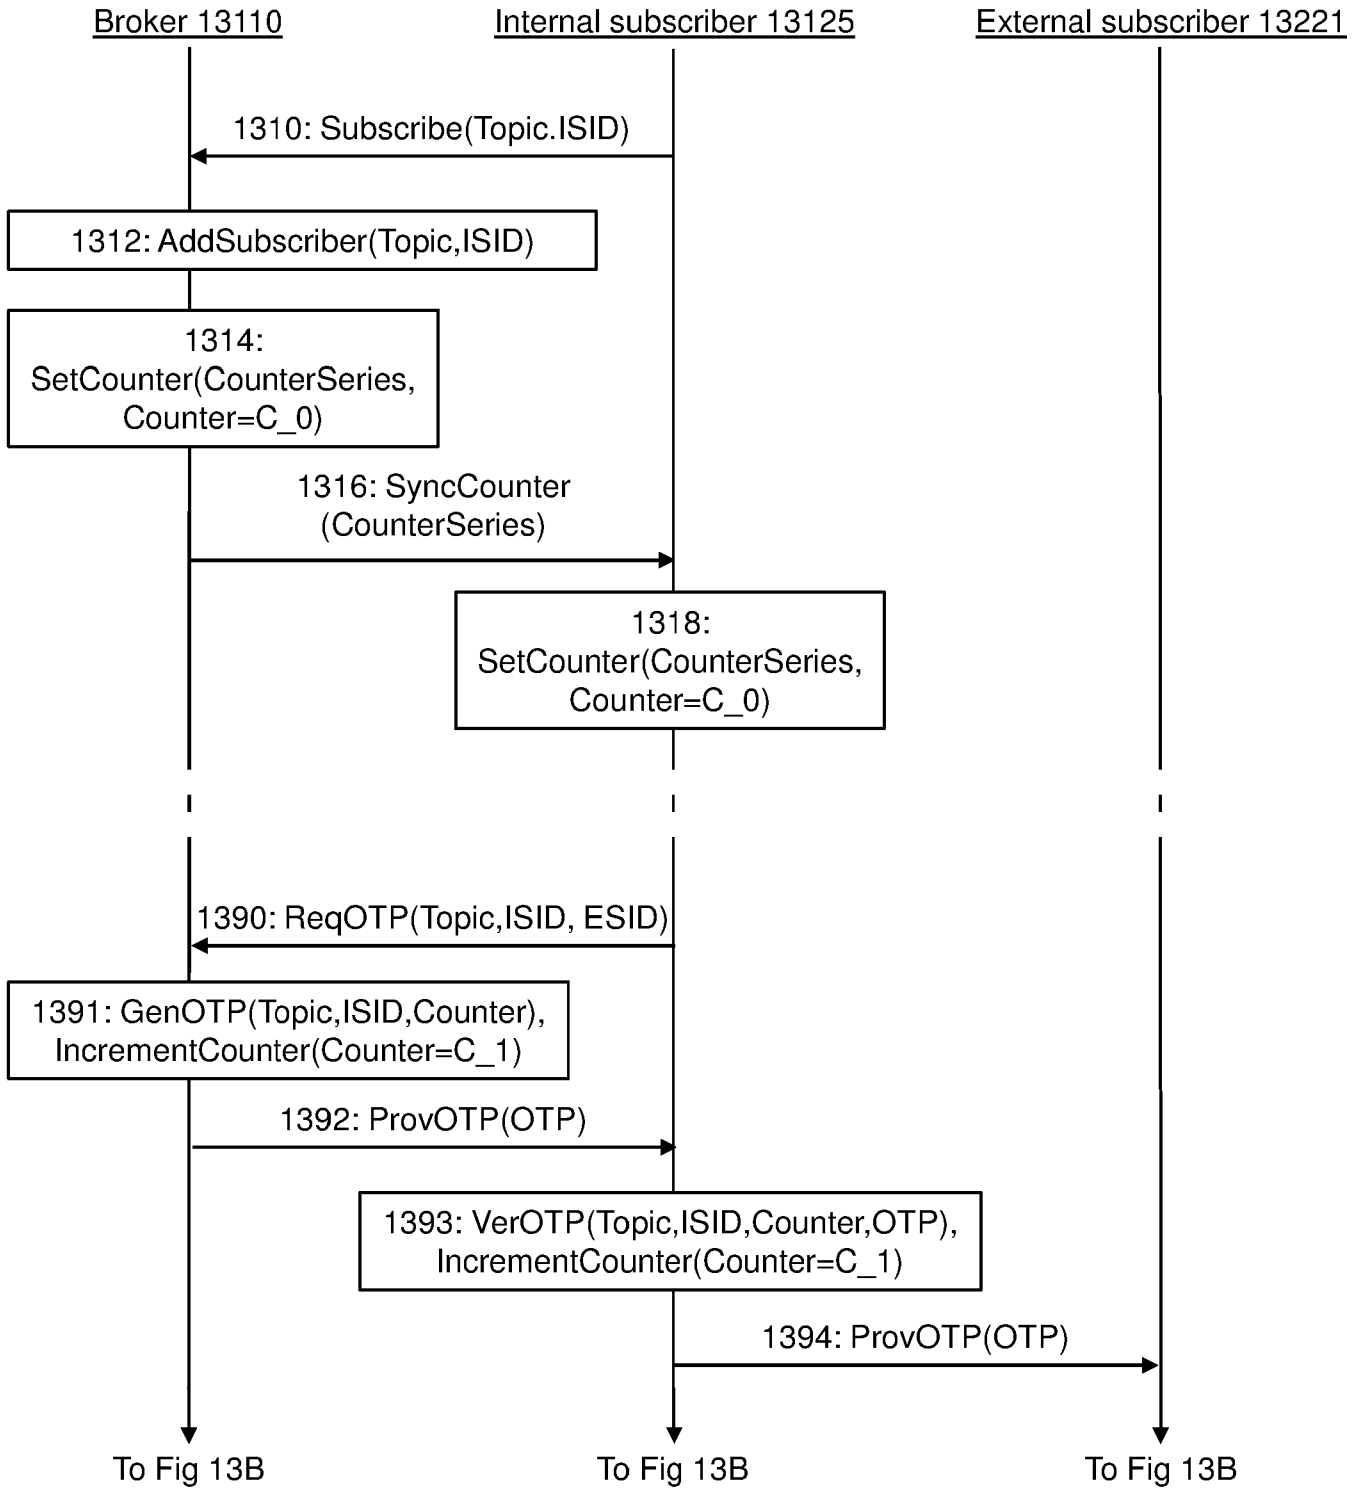 Broker 13110
Internal subscriber 13125
External subscriber 13221
1310: Subscribe(Topic.ISID)
1312: AddSubscriber(Topic,ISID)
1314:
SetCounter(CounterSeries,
Counter=C_0)
1316: SyncCounter
(CounterSeries)
1318:
SetCounter(CounterSeries,
Counter=C_0)
1390: ReqOTP(Topic,ISID, ESID)
1391: GenOTP(Topic,ISID,Counter),
IncrementCounter(Counter=C_1)
1392: ProvOTP(OTP)
1393: VerOTP(Topic,ISID,Counter,OTP),
IncrementCounter(Counter=C_1)
1394: ProvOTP(OTP)
To Fig 13B
To Fig 13B
To Fig 13B